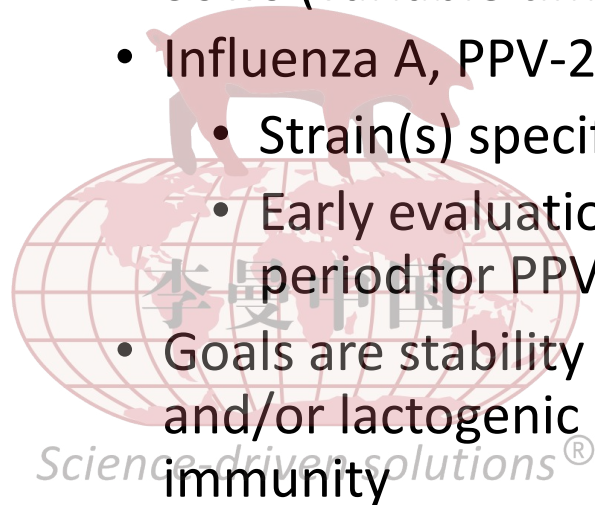 • Influenza A, PPV-2
• Strain(s) specif
• Early evaluatio
period for PPV
李曼中国
• Goals are stability
and/or lactogenic
Science-driven solutions®
immunity